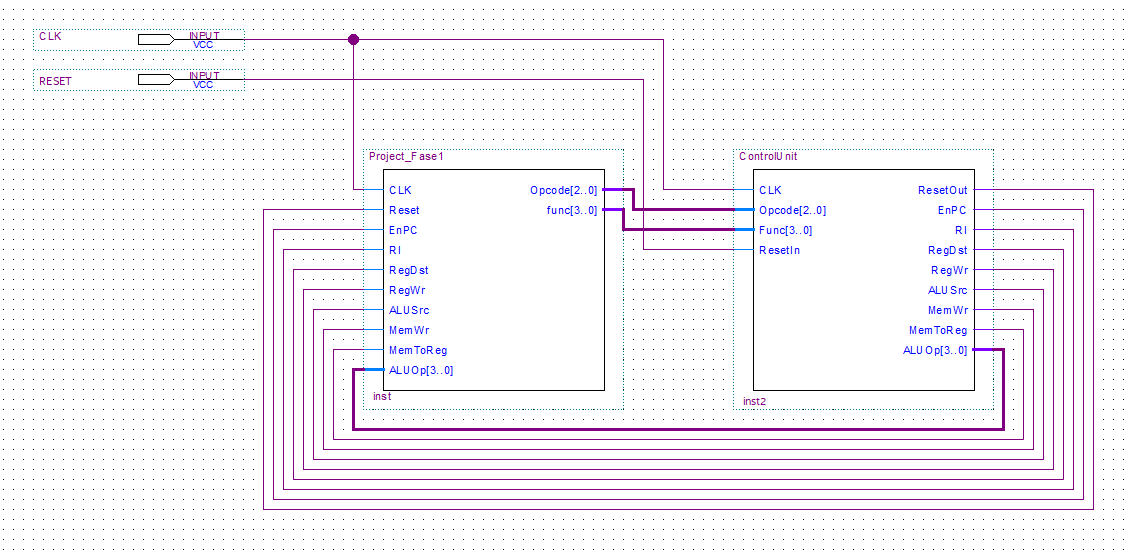 CLK INPUT
VCC
RESET INPUT
VCC
Project_Fase1
CLK Opcode[2..0]
Reset func[3..0]
EnPC
RI
RegDst
RegWr
ALUSrc
MemWr
MemToReg
ALUOp[3..0]
inst
ControlUnit
CLK ResetOut
Opcode[2..0] EnPC
Func[3..0] RI
ResetIn RegDst
RegWr
ALUSrc
MemWr
MemToReg
ALUOp[3..0]
inst2